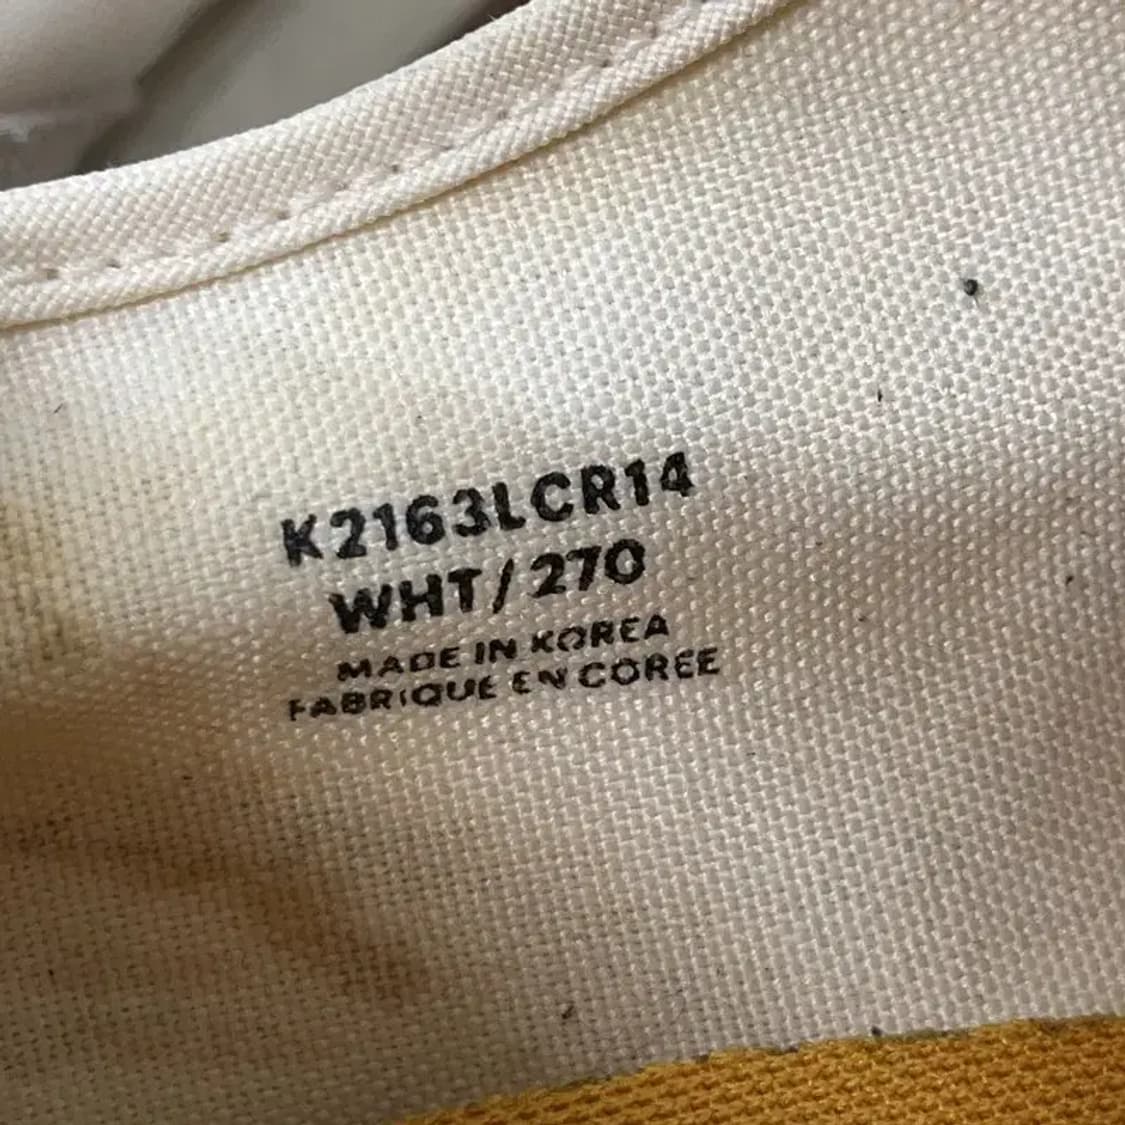 K2163LCR14
WHT/270
MADE IN KOREA
FABRIQUE EN COREE